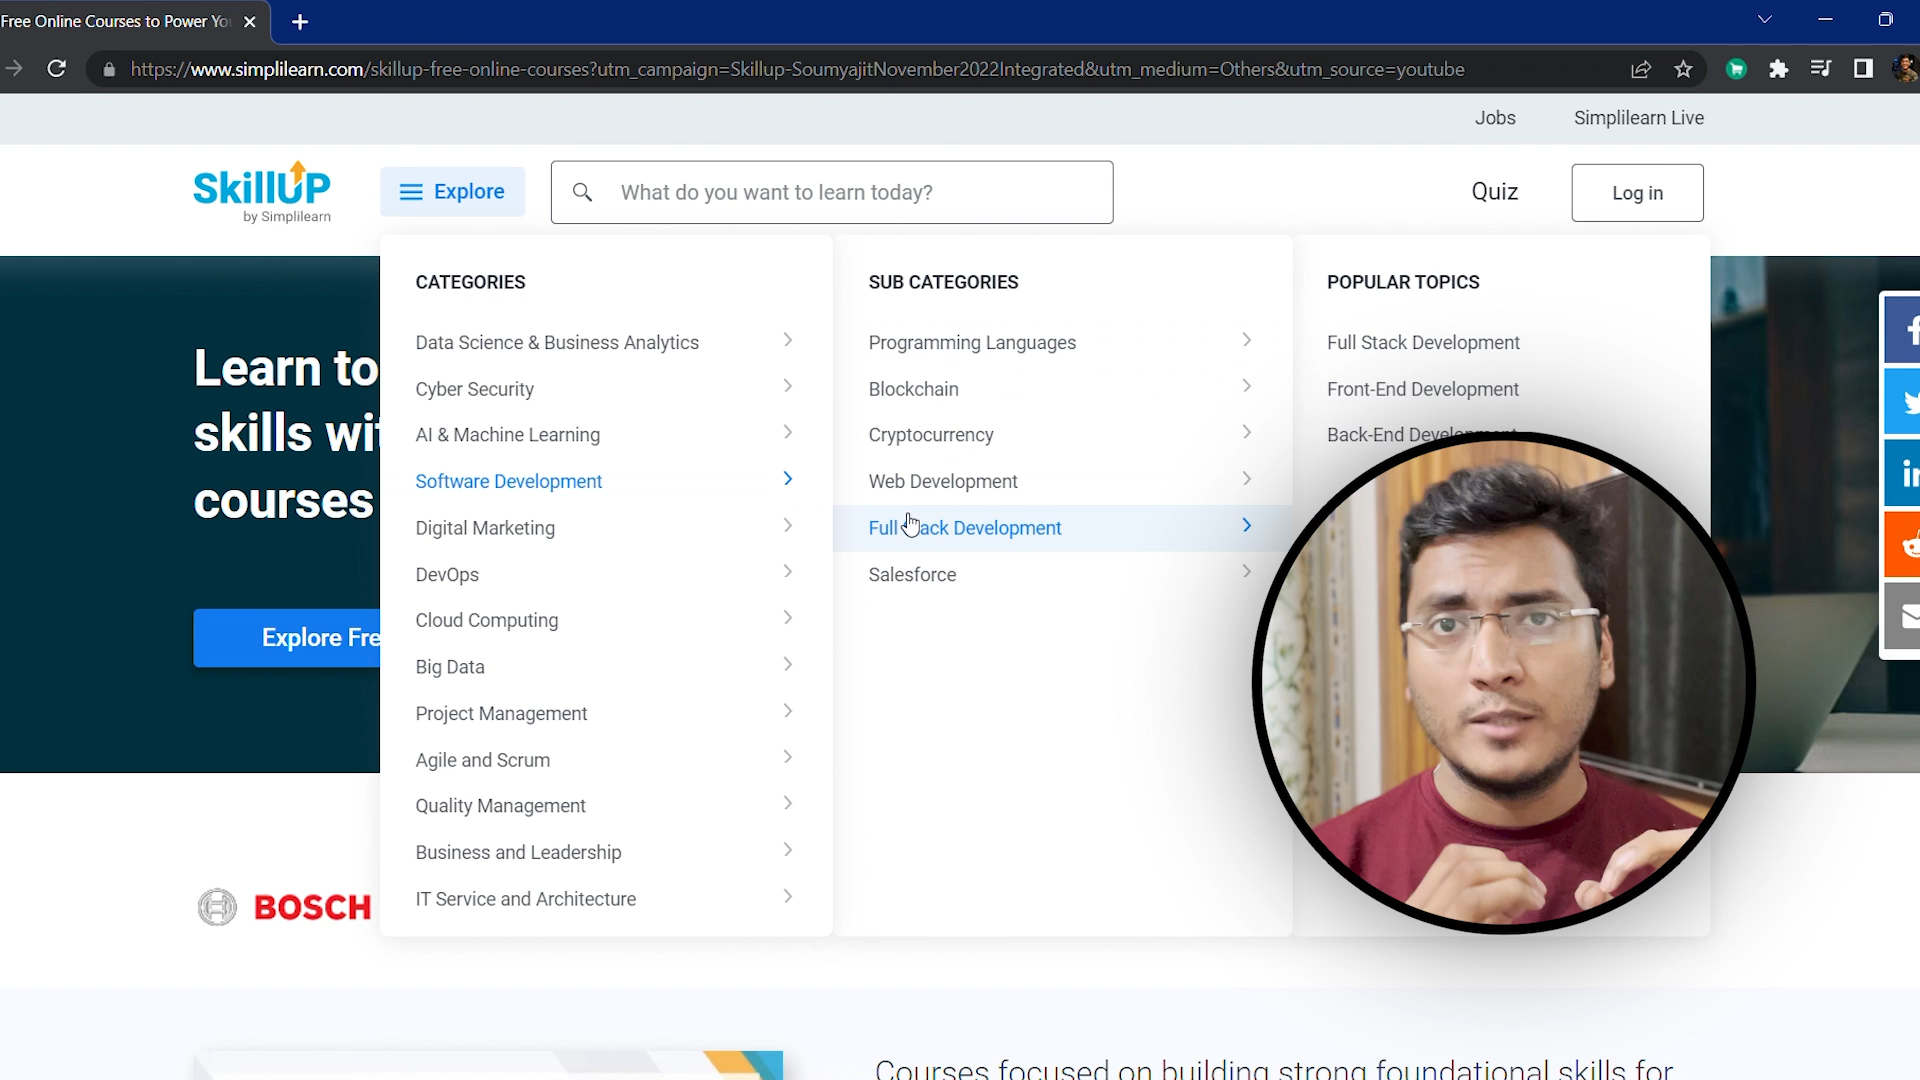 Free Online Courses to Power Yo
https://www.simplilearn.com/skillup-free-online-courses?utm_campaign=Skillup-SoumyajitNovember2022Integrated&utm_medium=Others&utm_source=youtube
Jobs
Simplilearn Live
SkillUP
by Simplilearn
Explore
What do you want to learn today?
Quiz
Log in
Learn to
skills wit
courses
Explore Fre
BOSCH
CATEGORIES
Data Science & Business Analytics
Cyber Security
AI & Machine Learning
Software Development
Digital Marketing
DevOps
Cloud Computing
Big Data
Project Management
Agile and Scrum
Quality Management
Business and Leadership
IT Service and Architecture
SUB CATEGORIES
Programming Languages
Blockchain
Cryptocurrency
Web Development
Full Stack Development
Salesforce
POPULAR TOPICS
Full Stack Development
Front-End Development
Back-End Development
Courses focused on building strong foundational skills for